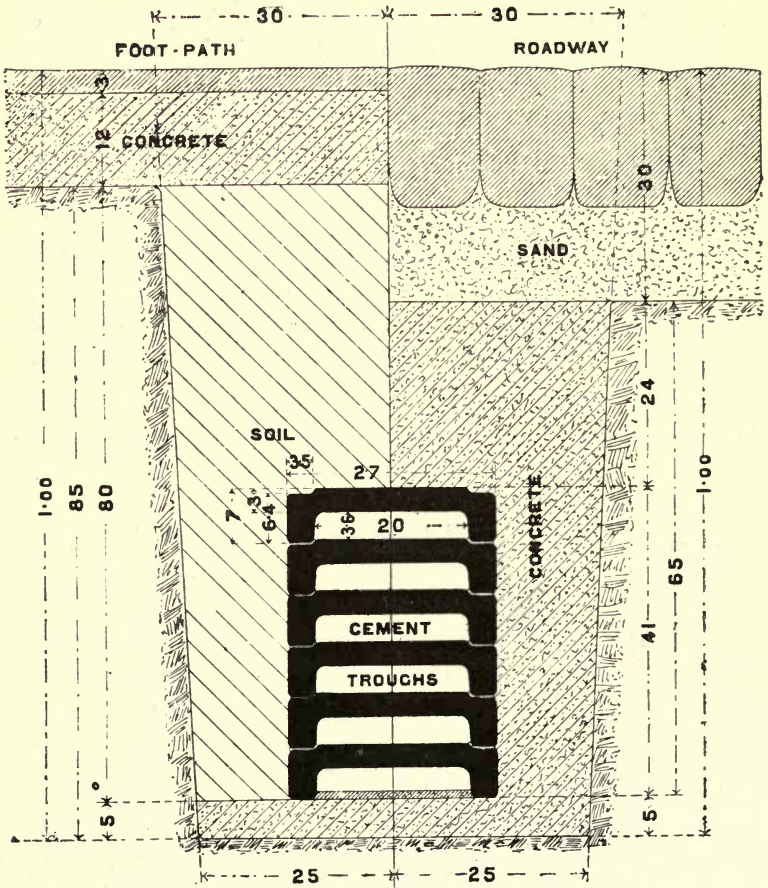 30 30
FOOT-PATH ROADWAY
3
12 CONCRETE
30
SAND
24
SOIL
35
27
7 3 6·4 36 20
CONCRETE
1·00 85 80
1·00
65
41
CEMENT
TROUGHS
5 5
25 25